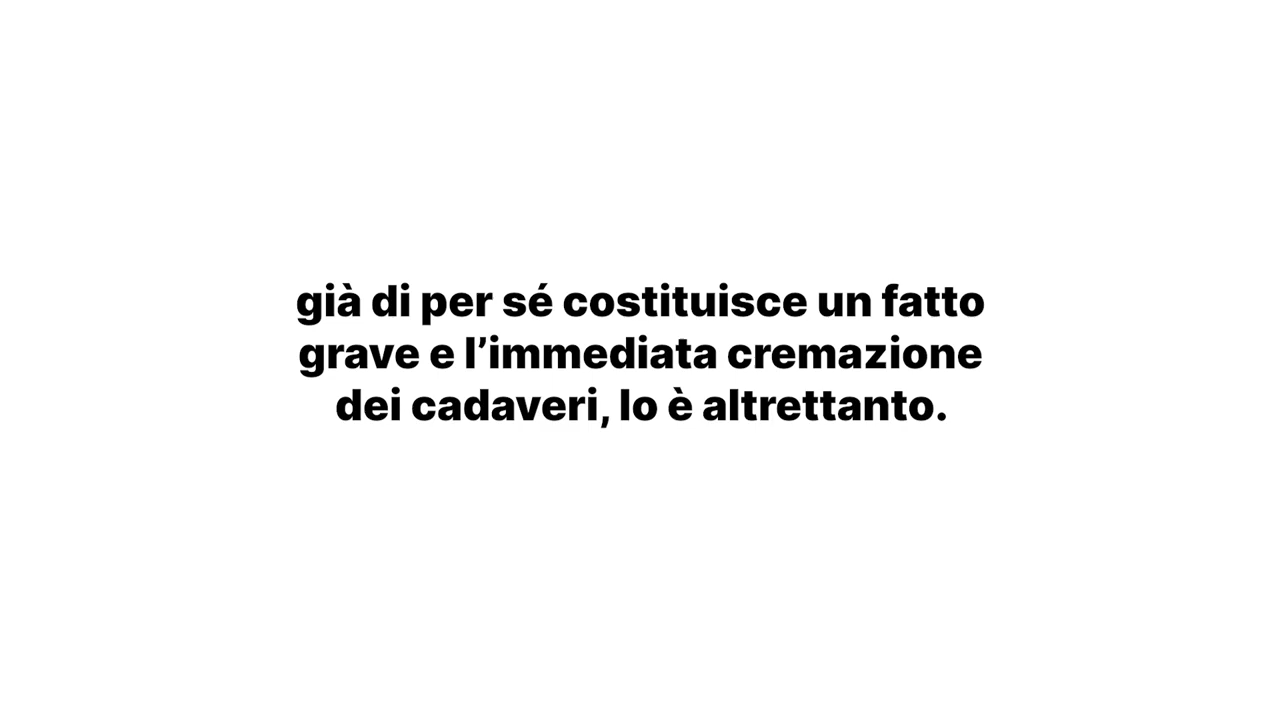 già di per sé costituisce un fatto
grave e l’immediata cremazione
dei cadaveri, lo è altrettanto.